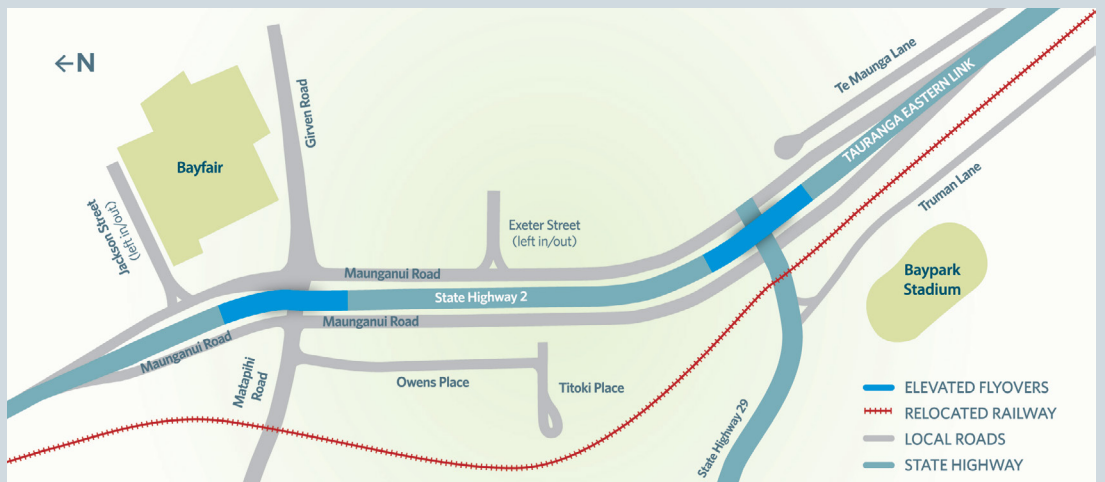 ←N
Te Maunga Lane
Girven Road
TAURANGA EASTERN LINK
Bayfair
Truman Lane
Jackson Street
(left in/out)
Exeter Street
(left in/out)
Maunganui Road
Baypark
Stadium
State Highway 2
Maunganui Road
Maunganui Road
Matapihi
Road
Owens Place
Titoki Place
State Highway 29
ELEVATED FLYOVERS
RELOCATED RAILWAY
LOCAL ROADS
STATE HIGHWAY